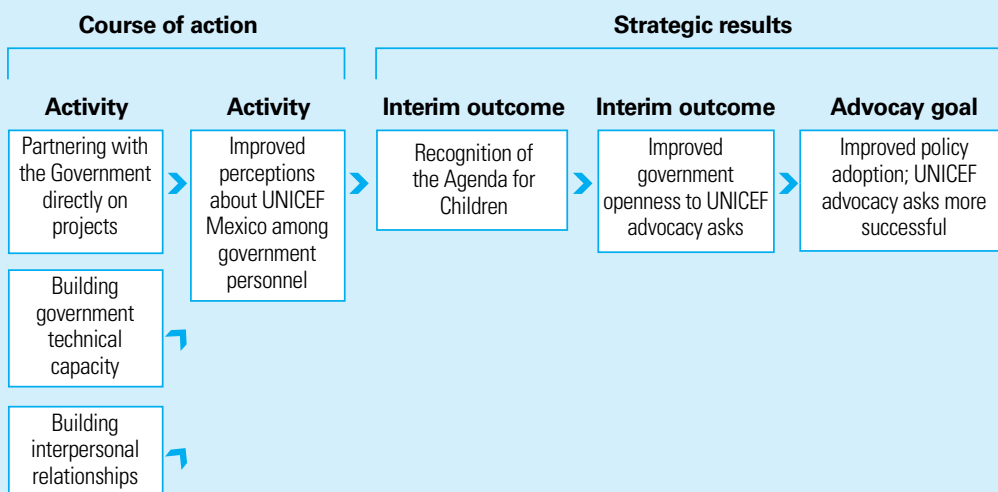 Course of action
Strategic results
Activity
Partnering with
the Government
directly on
projects
Building
government
technical
capacity
Building
interpersonal
relationships
Activity
Improved
perceptions
about UNICEF
Mexico among
government
personnel
Interim outcome
Recognition of
the Agenda for
Children
Interim outcome
Improved
government
openness to UNICEF
advocacy asks
Advocay goal
Improved policy
adoption; UNICEF
advocacy asks more
successful